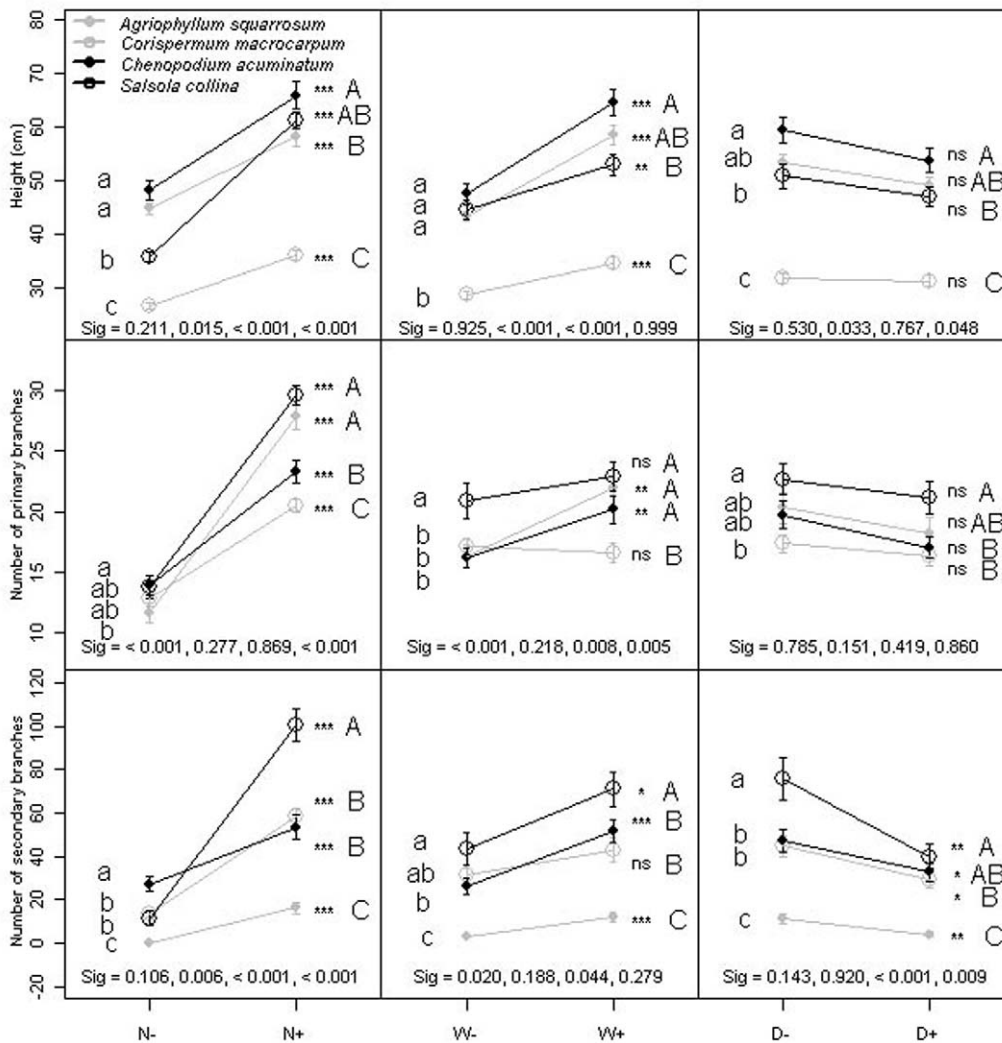 Agriophyllum squarrosum
Corispermum macrocarpum
Chenopodium acuminatum
Salsola collina
Height (cm)
80
70
60
50
40
30
a
a
b
c
*** A
*** AB
*** B
*** C
Sig = 0.211, 0.015, < 0.001, < 0.001
a
a
a
b
*** A
*** AB
** B
*** C
Sig = 0.925, < 0.001, < 0.001, 0.999
a
ab
b
c
ns A
ns AB
ns B
ns C
Sig = 0.530, 0.033, 0.767, 0.048
Number of primary branches
30
25
20
15
10
a
ab
ab
b
*** A
*** A
*** B
*** C
Sig = < 0.001, 0.277, 0.869, < 0.001
a
b
b
b
ns A
** A
** A
ns B
Sig = < 0.001, 0.218, 0.008, 0.005
a
ab
ab
b
ns A
ns AB
ns B
ns B
Sig = 0.785, 0.151, 0.419, 0.860
Number of secondary branches
120
100
80
60
40
20
0
-20
a
b
b
c
*** A
*** B
*** B
*** C
Sig = 0.106, 0.006, < 0.001, < 0.001
a
ab
b
c
* A
*** B
ns B
*** C
Sig = 0.020, 0.188, 0.044, 0.279
a
b
b
c
** A
* AB
* B
** C
Sig = 0.143, 0.920, < 0.001, 0.009
N- N+ W- W+ D- D+